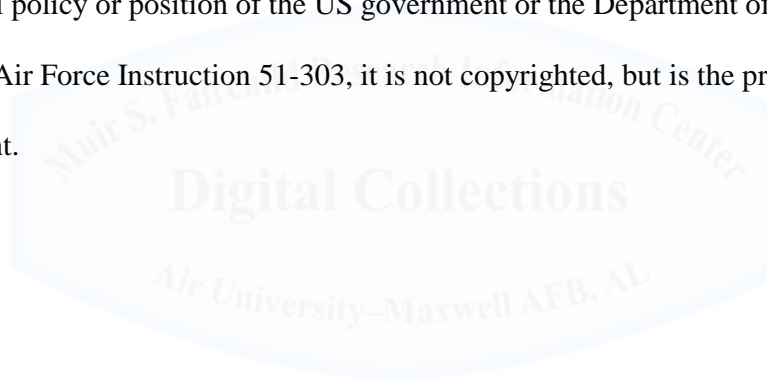 l policy or position of the US government or the Department of
Air Force Instruction 51-303, it is not copyrighted, but is the pr
nt.
Muir S. Fairchild Research Information Center
Digital Collections
Air University–Maxwell AFB, AL